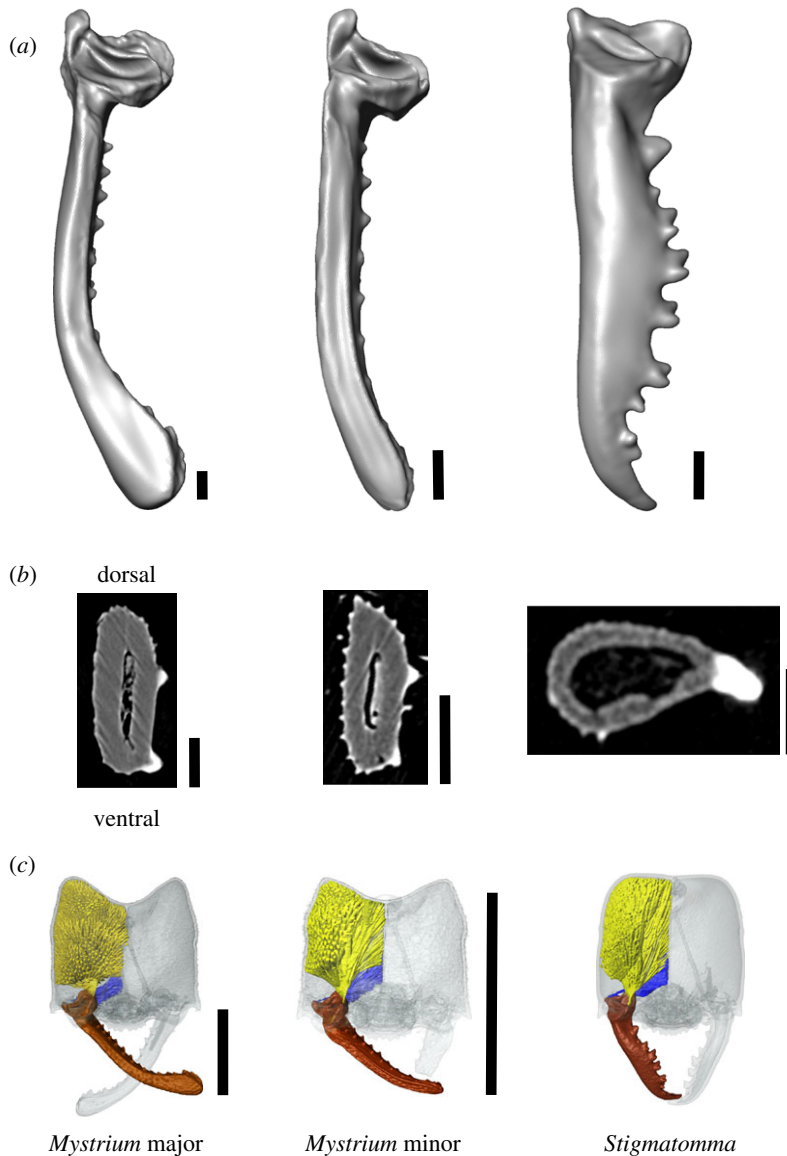 (a)
(b)
dorsal
ventral
(c)
Mystrium major
Mystrium minor
Stigmatomma